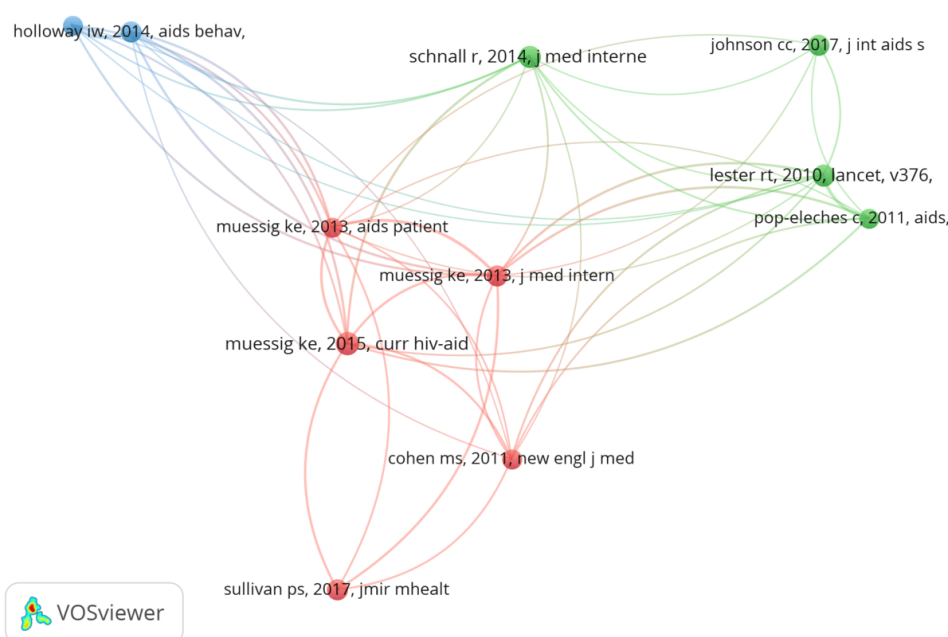 holloway iw, 2014, aids behav,
schnall r, 2014, j med interne
johnson cc, 2017, j int aids s
lester rt, 2010, lancet, v376,
pop-eleches c, 2011, aids,
muessig ke, 2013, aids patient
muessig ke, 2013, j med intern
muessig ke, 2015, curr hiv-aid
cohen ms, 2011, new engl j med
sullivan ps, 2017, jmir mhealt
VOSviewer